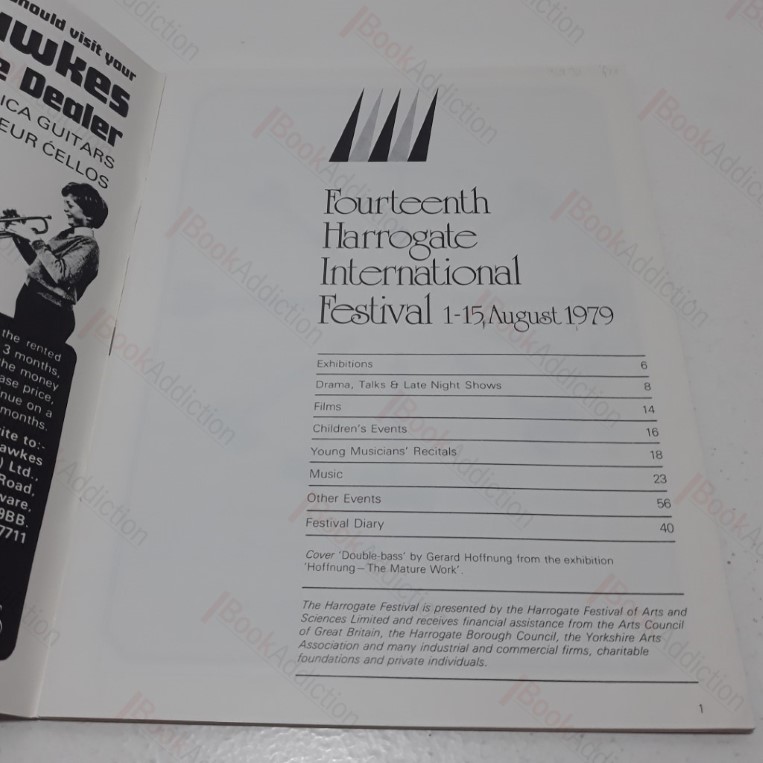 should visit your
awkes
e Dealer
ICA GUITARS
EUR ĆELLOS
the rented
3 months,
the money
ase price,
nue on a
months.
ite to:-
awkes
) Ltd.,
Road,
ware,
9BB.
7711
Fourteenth
Harrogate
International
Festival 1-15, August 1979
Exhibitions 6
Drama, Talks & Late Night Shows 8
Films 14
Children's Events 16
Young Musicians' Recitals 18
Music 23
Other Events 56
Festival Diary 40
Cover 'Double-bass' by Gerard Hoffnung from the exhibition
'Hoffnung – The Mature Work'.
The Harrogate Festival is presented by the Harrogate Festival of Arts and
Sciences Limited and receives financial assistance from the Arts Council
of Great Britain, the Harrogate Borough Council, the Yorkshire Arts
Association and many industrial and commercial firms, charitable
foundations and private individuals.
1
BookAddiction